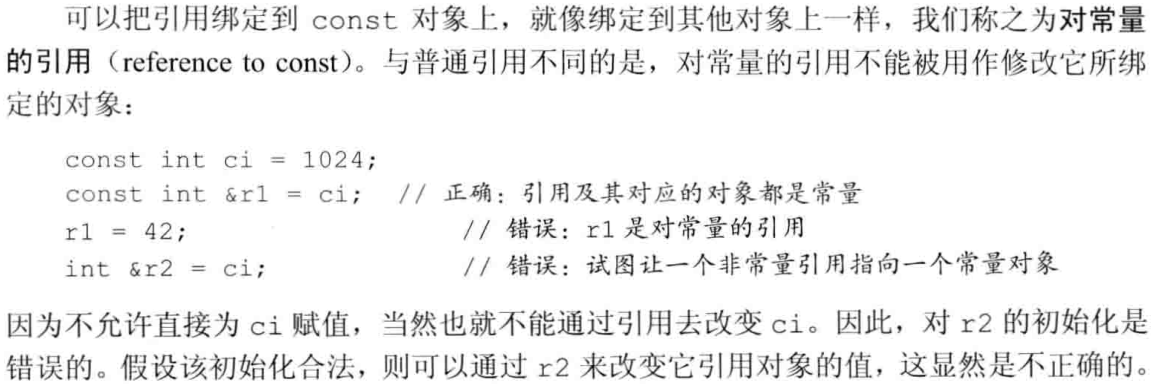 可以把引用绑定到 const 对象上，就像绑定到其他对象上一样，我们称之为对常量
的引用（reference to const）。与普通引用不同的是，对常量的引用不能被用作修改它所绑
定的对象：
const int ci = 1024;
const int &r1 = ci; // 正确：引用及其对应的对象都是常量
r1 = 42; // 错误：r1 是对常量的引用
int &r2 = ci; // 错误：试图让一个非常量引用指向一个常量对象
因为不允许直接为 ci 赋值，当然也就不能通过引用去改变 ci。因此，对 r2 的初始化是
错误的。假设该初始化合法，则可以通过 r2 来改变它引用对象的值，这显然是不正确的。